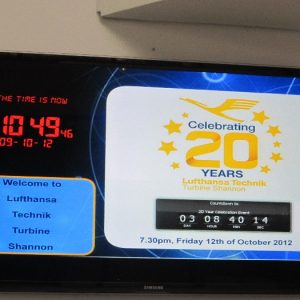 THE TIME IS NOW
10 49 46
09-10-12
Welcome to
Lufthansa
Technik
Turbine
Shannon
Celebrating
20
YEARS
Lufthansa Technik
Turbine Shannon
Countdown to
20 Year Celebration Event
03 08 40 14
DAY HOUR MIN SEC
7.30pm, Friday 12th of October 2012
SAMSUNG